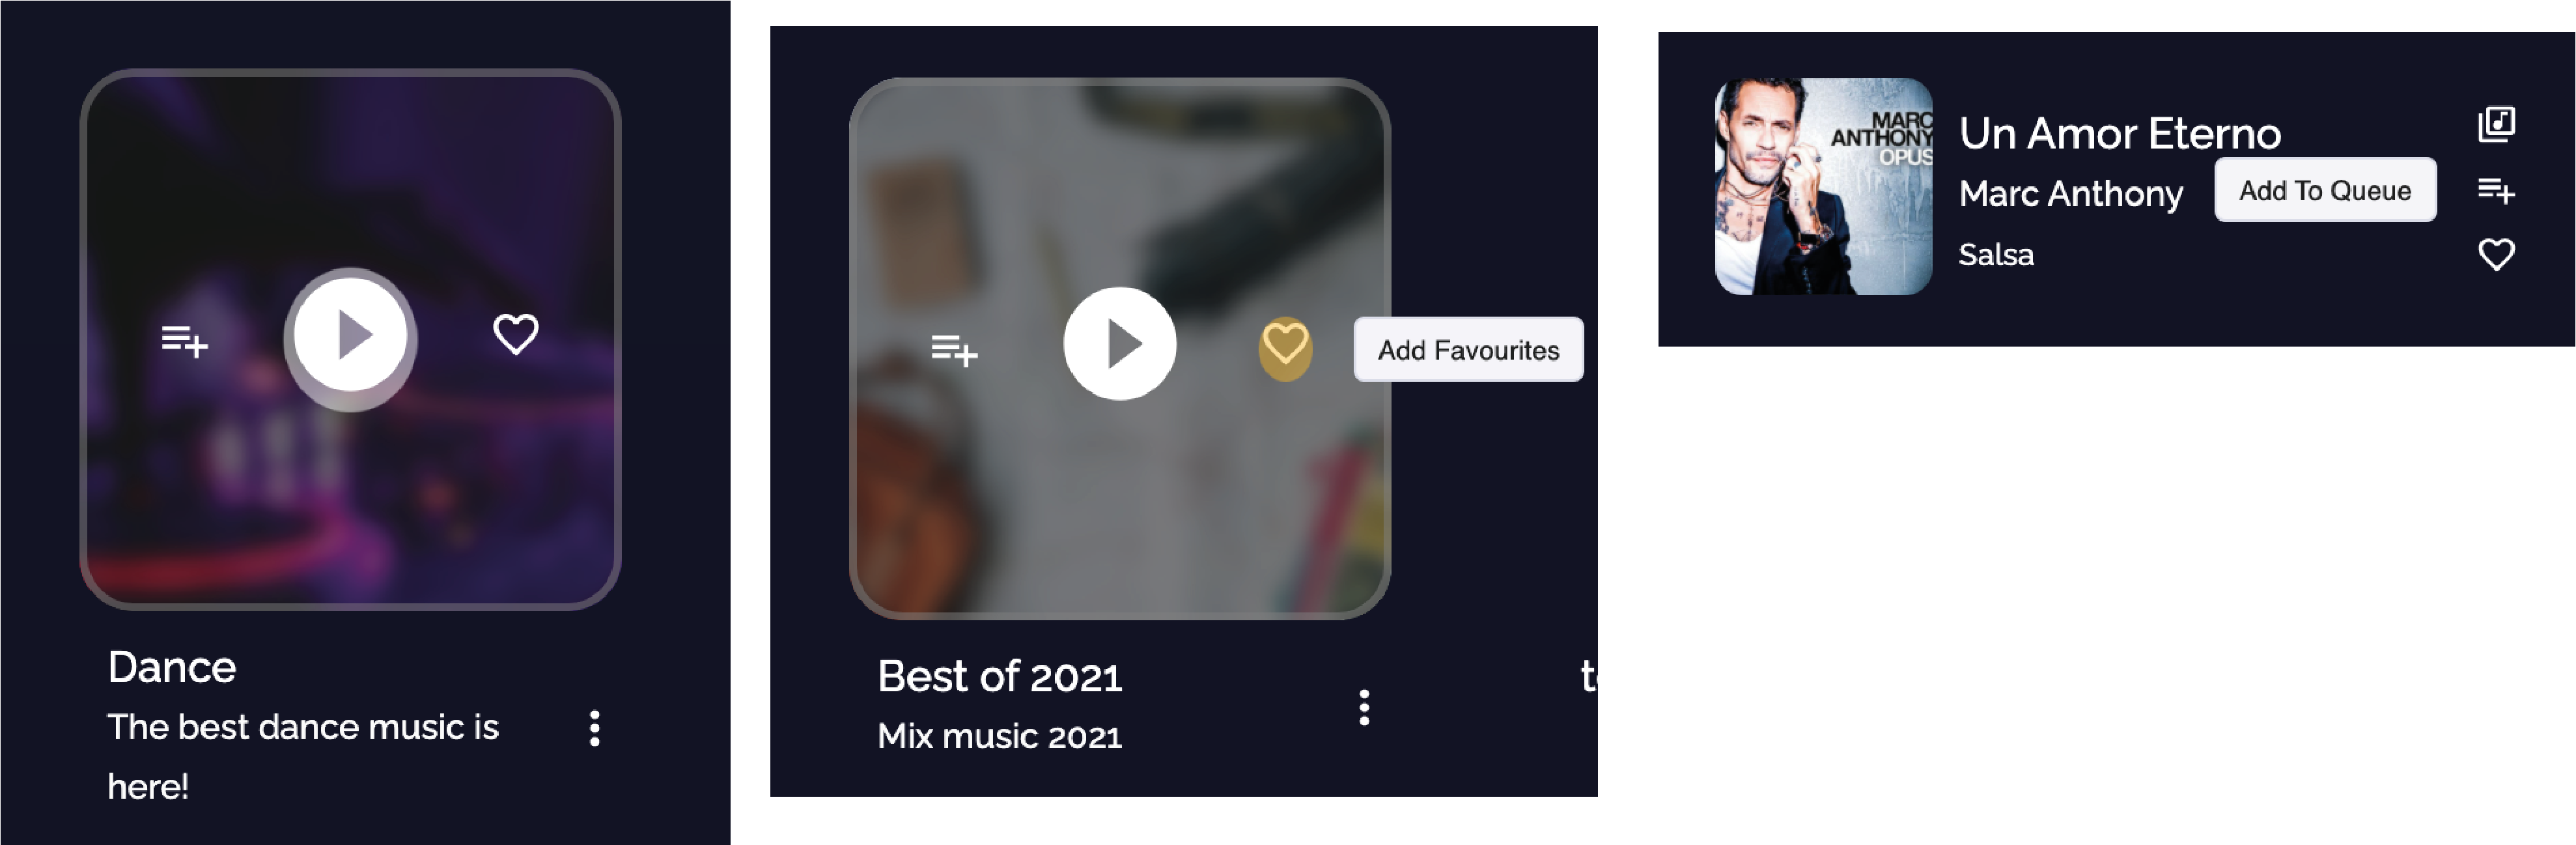 Dance
The best dance music is
here!
Add Favourites
Best of 2021
Mix music 2021
MARC
ANTHONY
OPUS
Un Amor Eterno
Marc Anthony
Add To Queue
Salsa